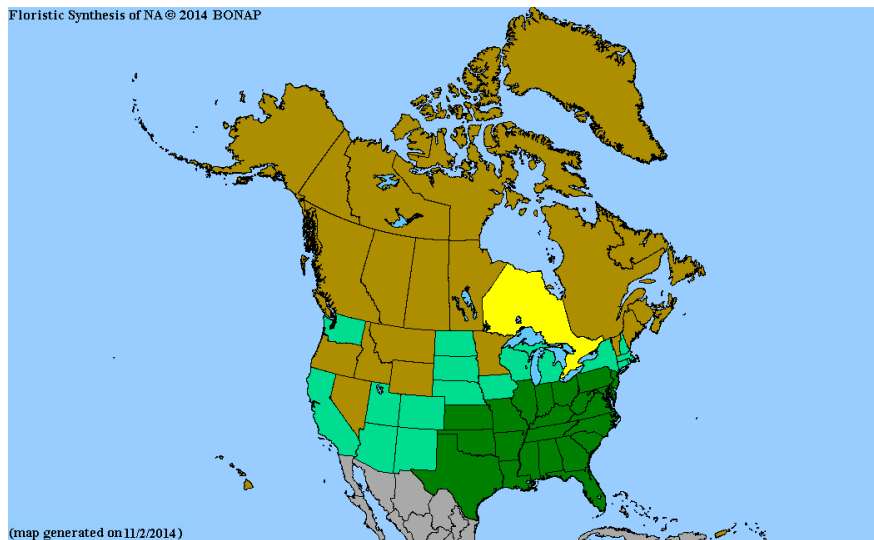 Floristic Synthesis of NA © 2014 BONAP
(map generated on 11/2/2014 )